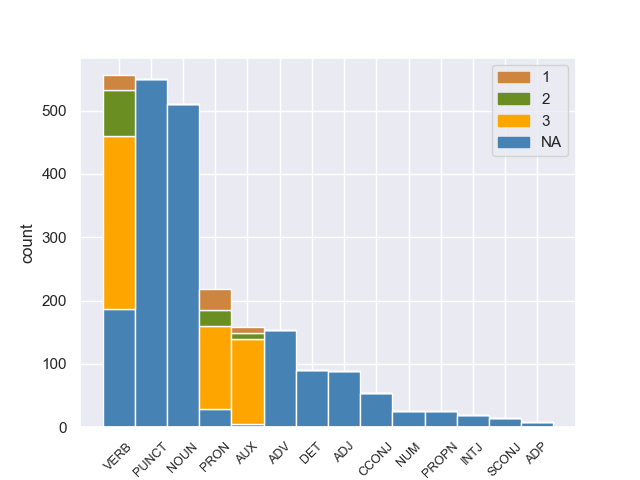 1
2
3
NA
500
400
300
200
100
0
count
VERB
PUNCT
NOUN
PRON
AUX
ADV
DET
ADJ
CCONJ
NUM
PROPN
INTJ
SCONJ
ADP